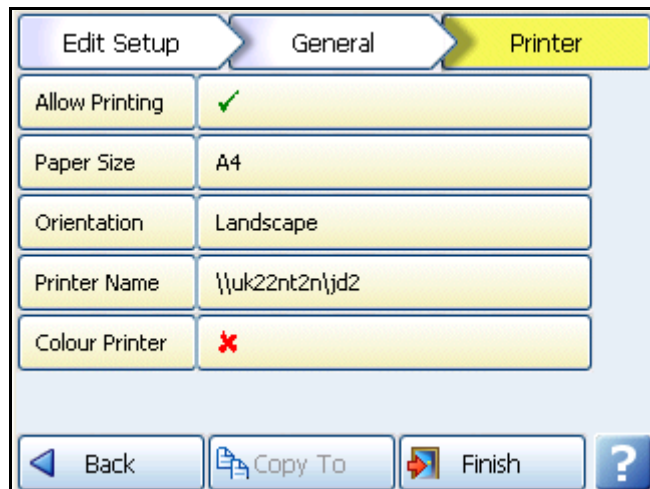 Edit Setup General Printer
Allow Printing
Paper Size A4
Orientation Landscape
Printer Name \\uk22nt2n\jd2
Colour Printer
Back Copy To Finish ?